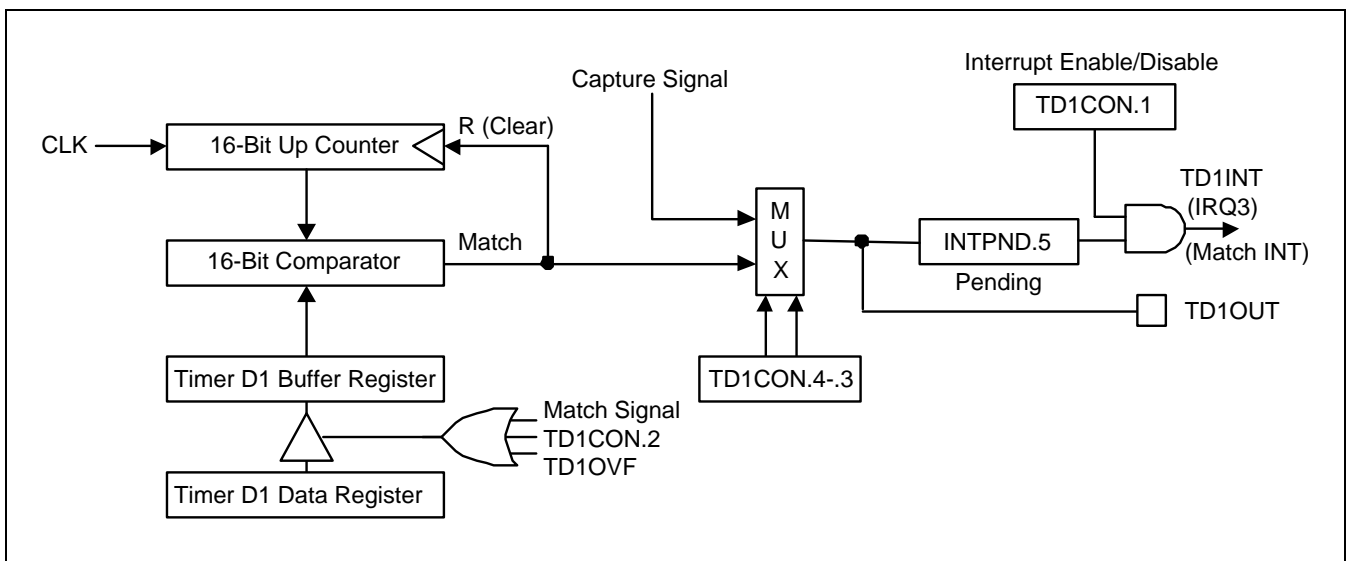 Interrupt Enable/Disable
Capture Signal
TD1CON.1
CLK
16-Bit Up Counter
R (Clear)
M
U
X
TD1INT
(IRQ3)
(Match INT)
16-Bit Comparator
Match
INTPND.5
Pending
TD1OUT
Timer D1 Buffer Register
TD1CON.4-.3
Match Signal
TD1CON.2
TD1OVF
Timer D1 Data Register